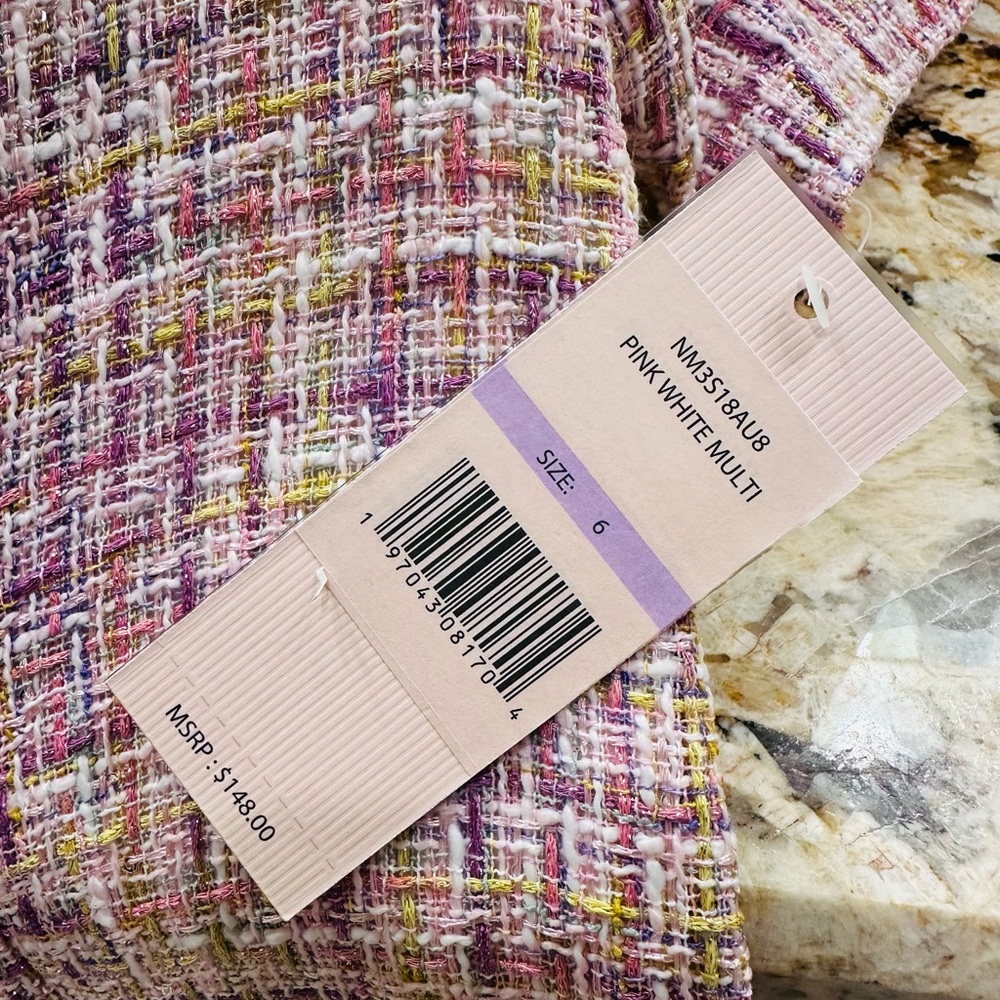 NM3S18AU8
PINK WHITE MULTI
SIZE: 6
1 97043 08170 4
MSRP : $148.00